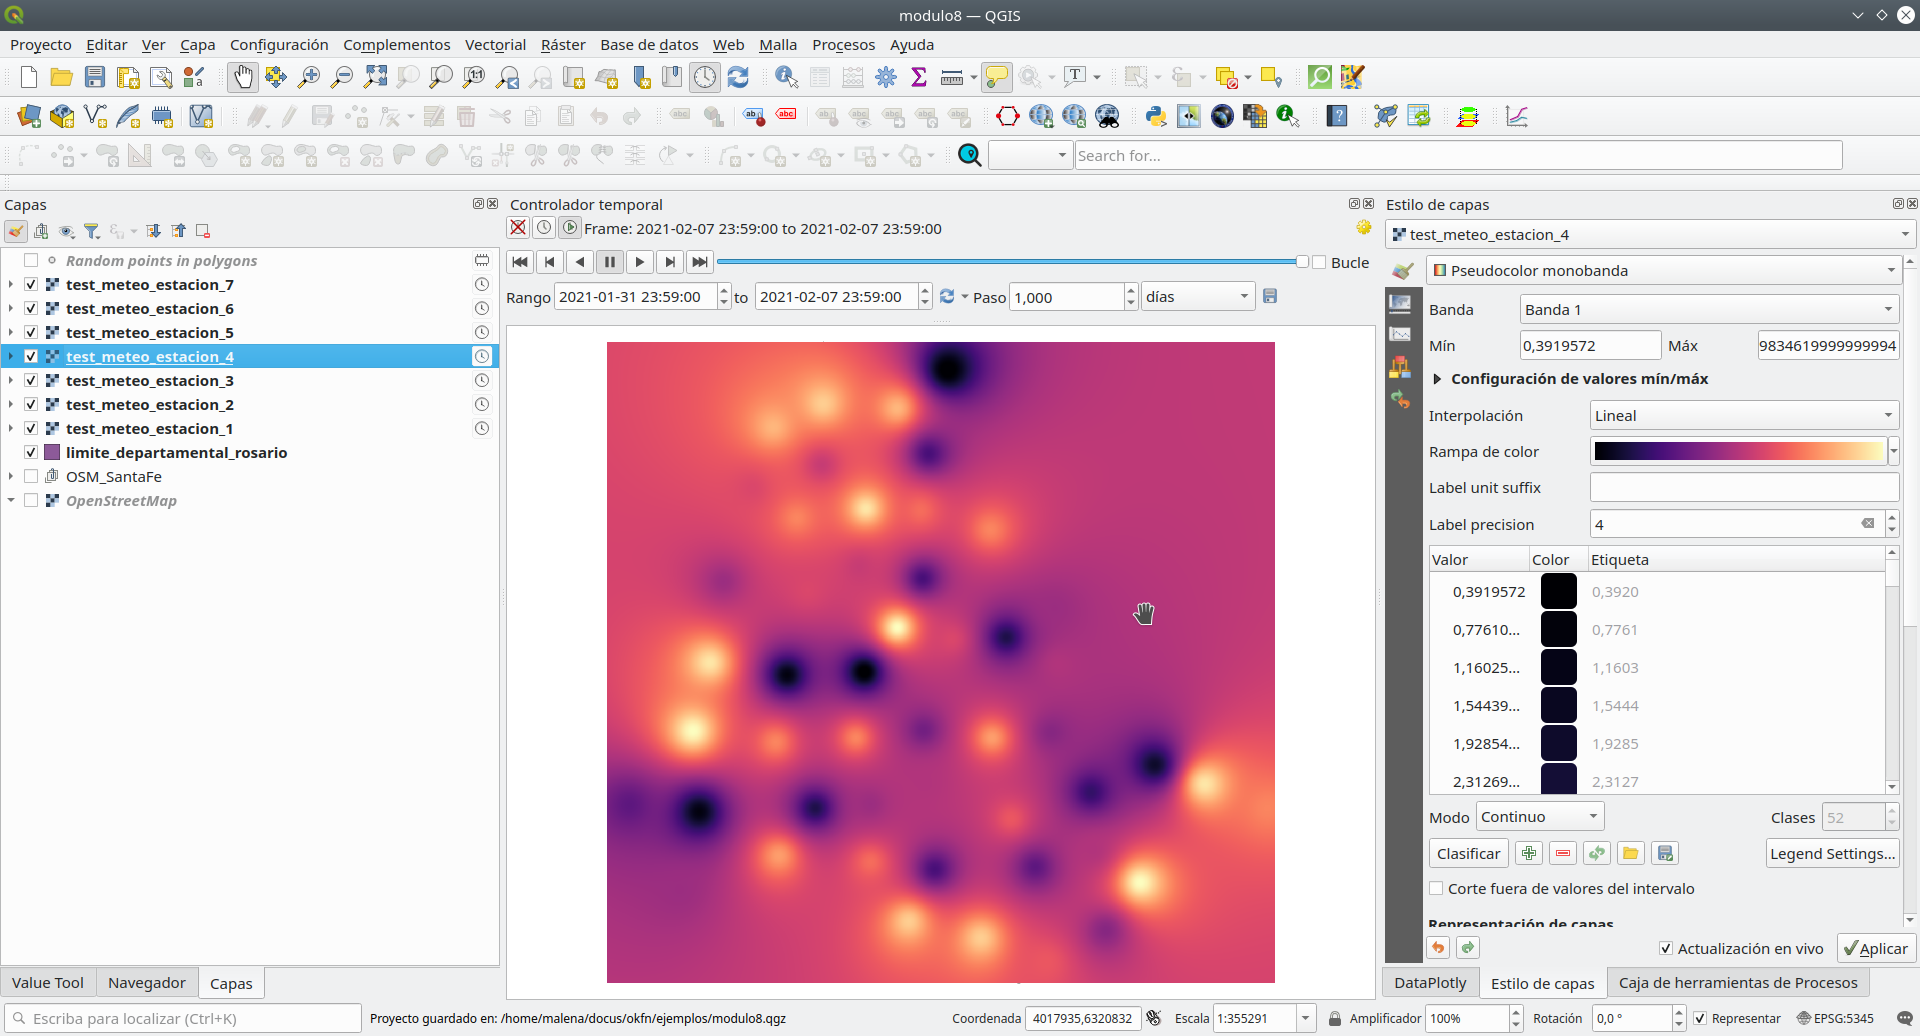 modulo8 — QGIS
Proyecto Editar Ver Capa Configuración Complementos Vectorial Ráster Base de datos Web Malla Procesos Ayuda
Search for...
Capas
Random points in polygons
test_meteo_estacion_7
test_meteo_estacion_6
test_meteo_estacion_5
test_meteo_estacion_4
test_meteo_estacion_3
test_meteo_estacion_2
test_meteo_estacion_1
limite_departamental_rosario
OSM_SantaFe
OpenStreetMap
Value Tool Navegador Capas
Controlador temporal
Frame: 2021-02-07 23:59:00 to 2021-02-07 23:59:00
Bucle
Rango 2021-01-31 23:59:00 to 2021-02-07 23:59:00 Paso 1,000 días
Estilo de capas
test_meteo_estacion_4
Pseudocolor monobanda
Banda Banda 1
Mín 0,3919572 Máx 9834619999999994
Configuración de valores mín/máx
Interpolación Lineal
Rampa de color
Label unit suffix
Label precision 4
Valor Color Etiqueta
0,3919572 0,3920
0,77610... 0,7761
1,16025... 1,1603
1,54439... 1,5444
1,92854... 1,9285
2,31269... 2,3127
Modo Continuo Clases 52
Clasificar Legend Settings...
Corte fuera de valores del intervalo
Representación de capas
Actualización en vivo Aplicar
DataPlotly Estilo de capas Caja de herramientas de Procesos
Escriba para localizar (Ctrl+K) Proyecto guardado en: /home/malena/docus/okfn/ejemplos/modulo8.qgz Coordenada 4017935,6320832 Escala 1:355291 Amplificador 100% Rotación 0,0 ° Representar EPSG:5345